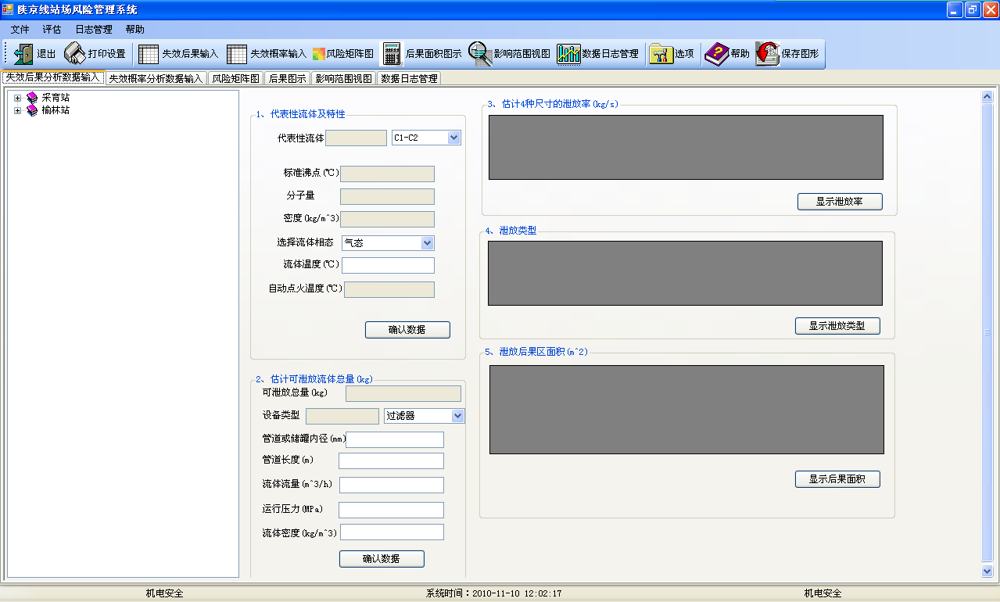 陕京线站场风险管理系统
文件 评估 日志管理 帮助
退出 打印设置 失效后果输入 失效概率输入 风险矩阵图 后果面积图示 影响范围视图 数据日志管理 选项 帮助 保存图形
失效后果分析数据输入 失效概率分析数据输入 风险矩阵图 后果图示 影响范围视图 数据日志管理
采育站
榆林站
1、代表性流体及特性
代表性流体 C1-C2
标准沸点(℃)
分子量
密度(kg/m^3)
选择流体相态 气态
流体温度(℃)
自动点火温度(℃)
确认数据
2、估计可泄放流体总量(kg)
可泄放总量(kg)
设备类型 过滤器
管道或储罐内径(mm)
管道长度(m)
流体流量(m^3/h)
运行压力(MPa)
流体密度(kg/m^3)
确认数据
3、估计4种尺寸的泄放率(kg/s)
显示泄放率
4、泄放类型
显示泄放类型
5、泄放后果区面积(m^2)
显示后果面积
机电安全 系统时间：2010-11-10 12:02:17 机电安全